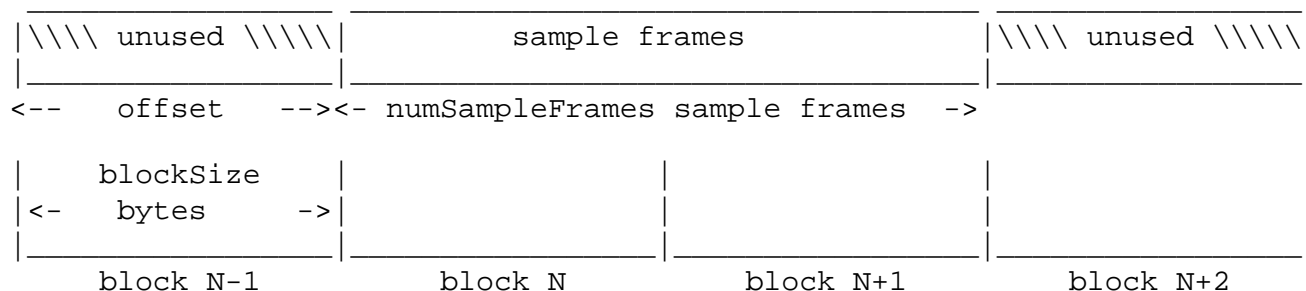 |\\\\ unused \\\\\| sample frames |\\\\ unused \\\\\
<-- offset --><- numSampleFrames sample frames ->
| blockSize | | |
|<- bytes ->| | |
block N-1 block N block N+1 block N+2